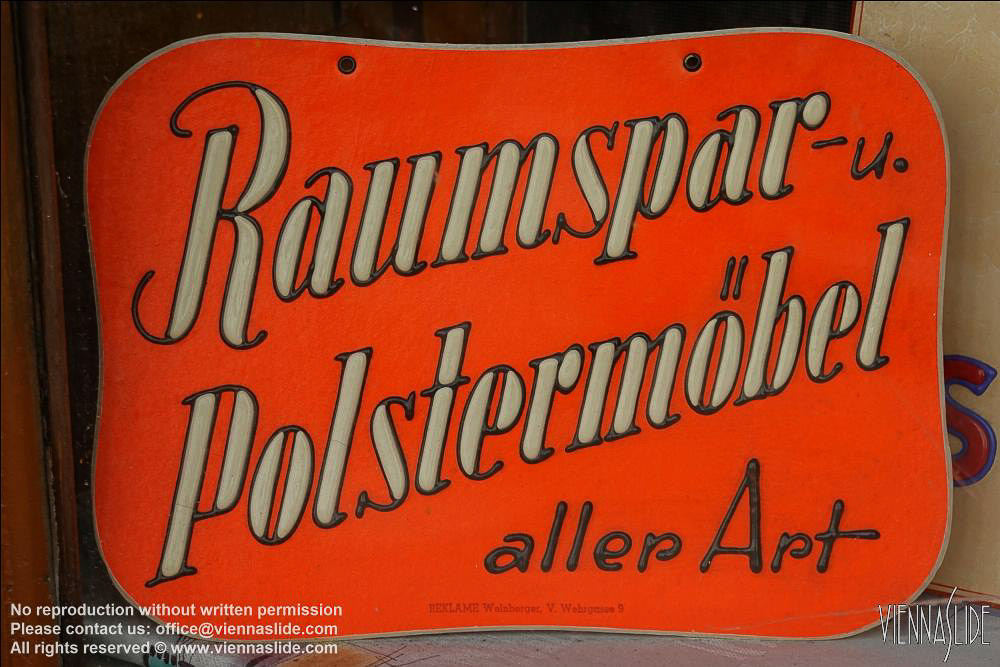 Raumspar- u.
Polstermöbel
aller Art
REKLAME Weinberger, V. Wehrgasse 9
S
No reproduction without written permission
Please contact us: office@viennaslide.com
All rights reserved © www.viennaslide.com
VIENNASLIDE